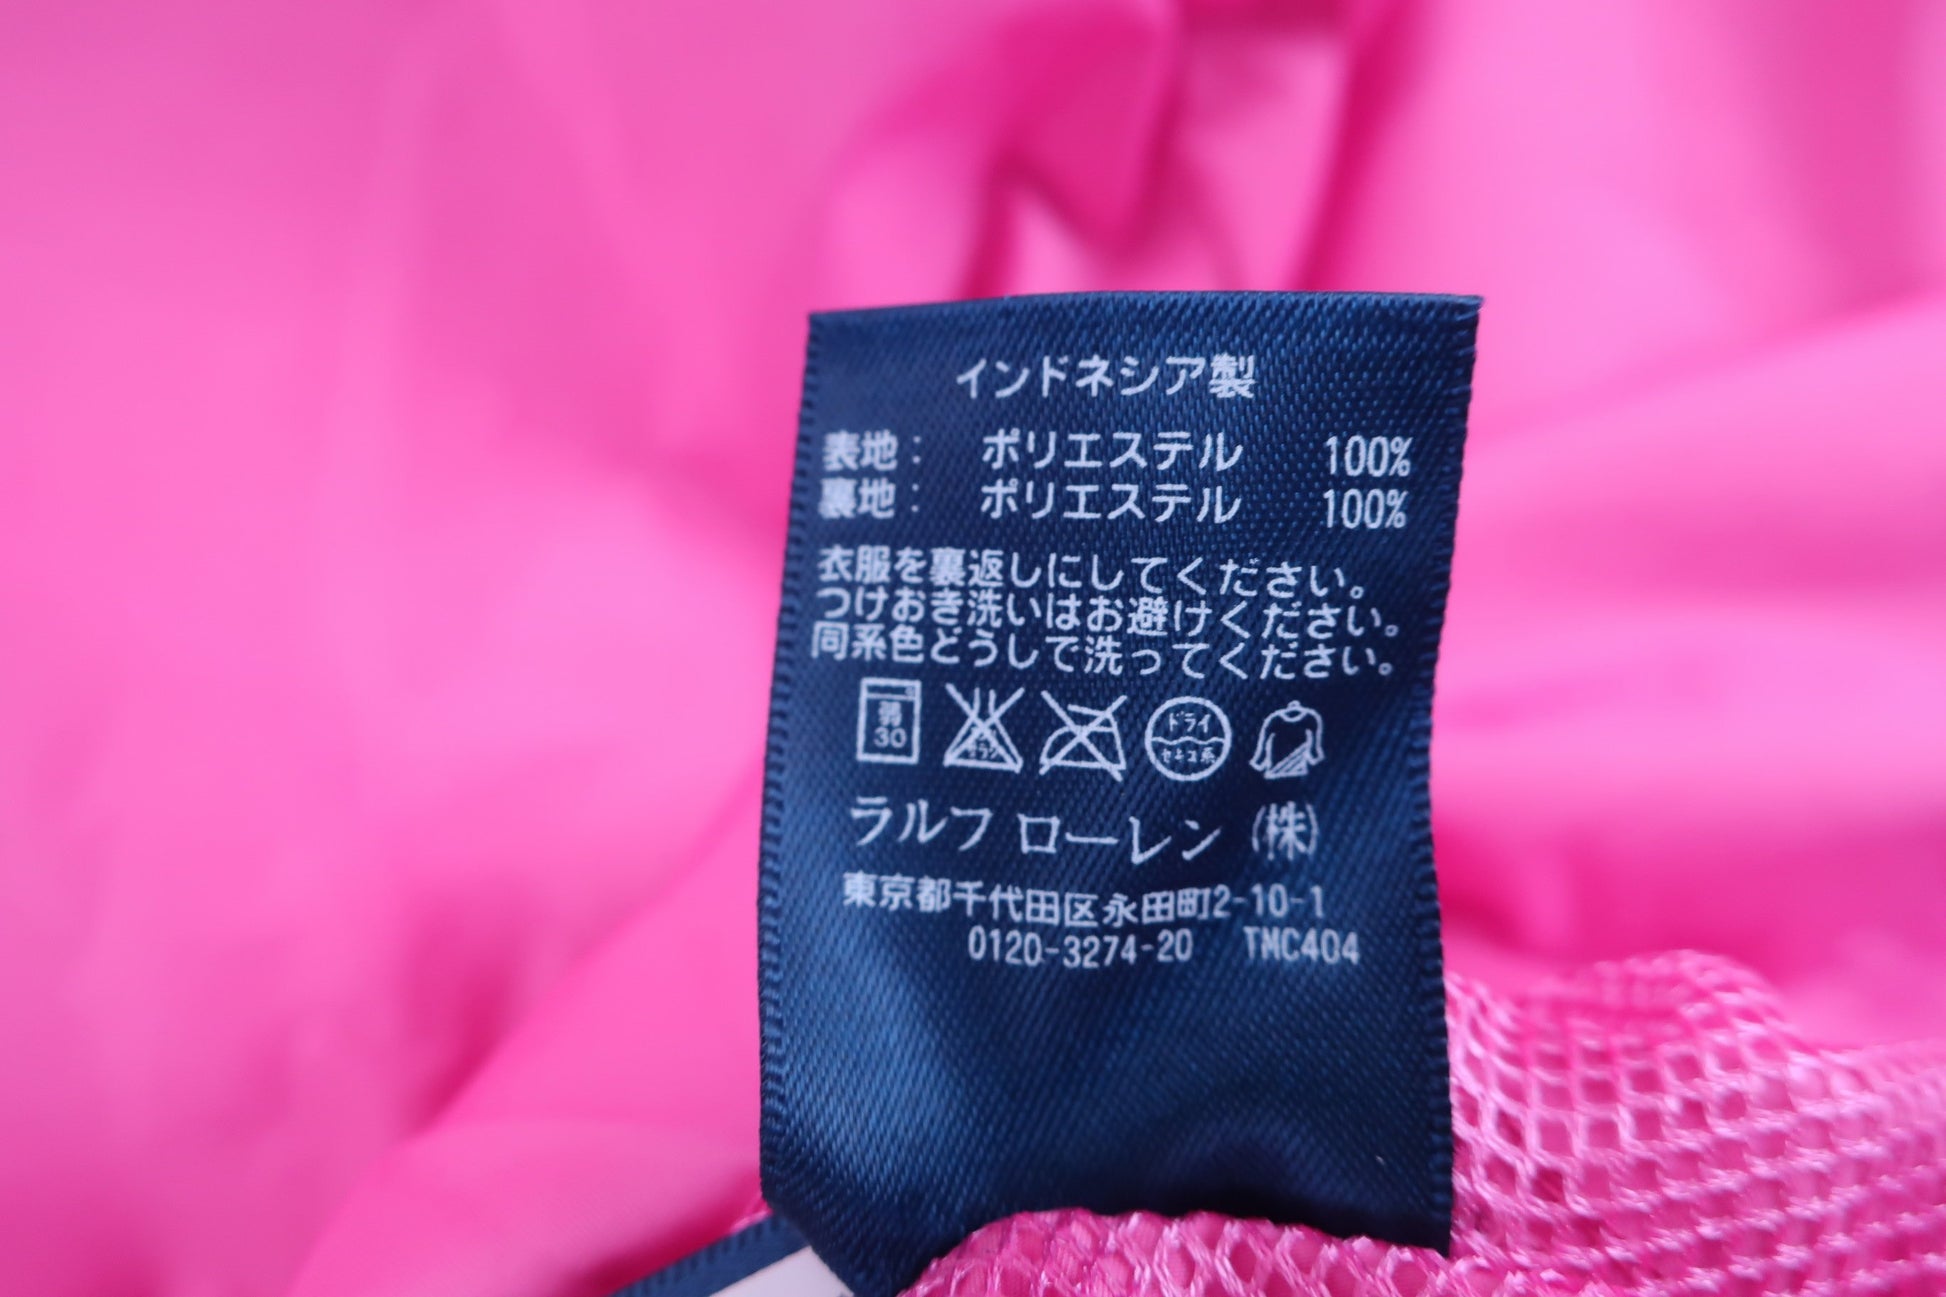 インドネシア製
表地： ポリエステル 100%
裏地： ポリエステル 100%
衣服を裏返しにしてください。
つけおき洗いはお避けください。
同系色どうしで洗ってください。
弱 30
ドライ セキユ系
ラルフ ローレン (株)
東京都千代田区永田町2-10-1
0120-3274-20 TMC404